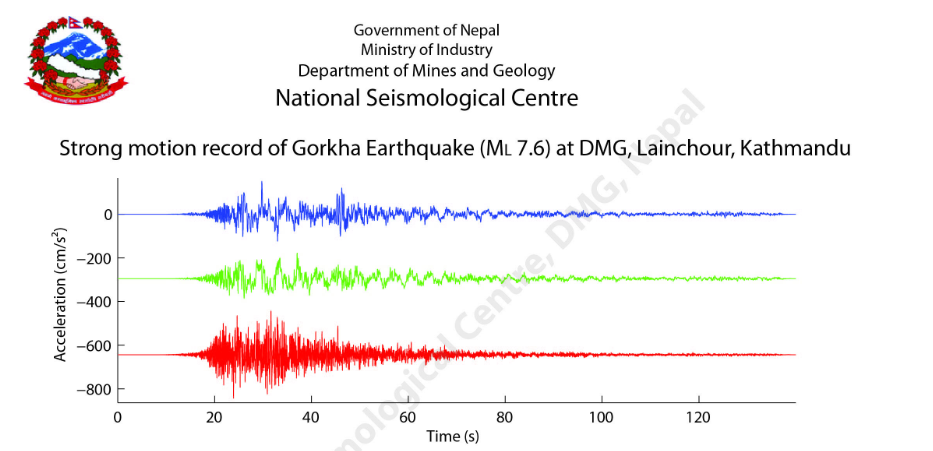 Government of Nepal
Ministry of Industry
Department of Mines and Geology
National Seismological Centre
Strong motion record of Gorkha Earthquake (ML 7.6) at DMG, Lainchour, Kathmandu
Acceleration (cm/s²)
0
−200
−400
−600
−800
0 20 40 60 80 100 120
Time (s)
mological Centre, DMG, Nepal